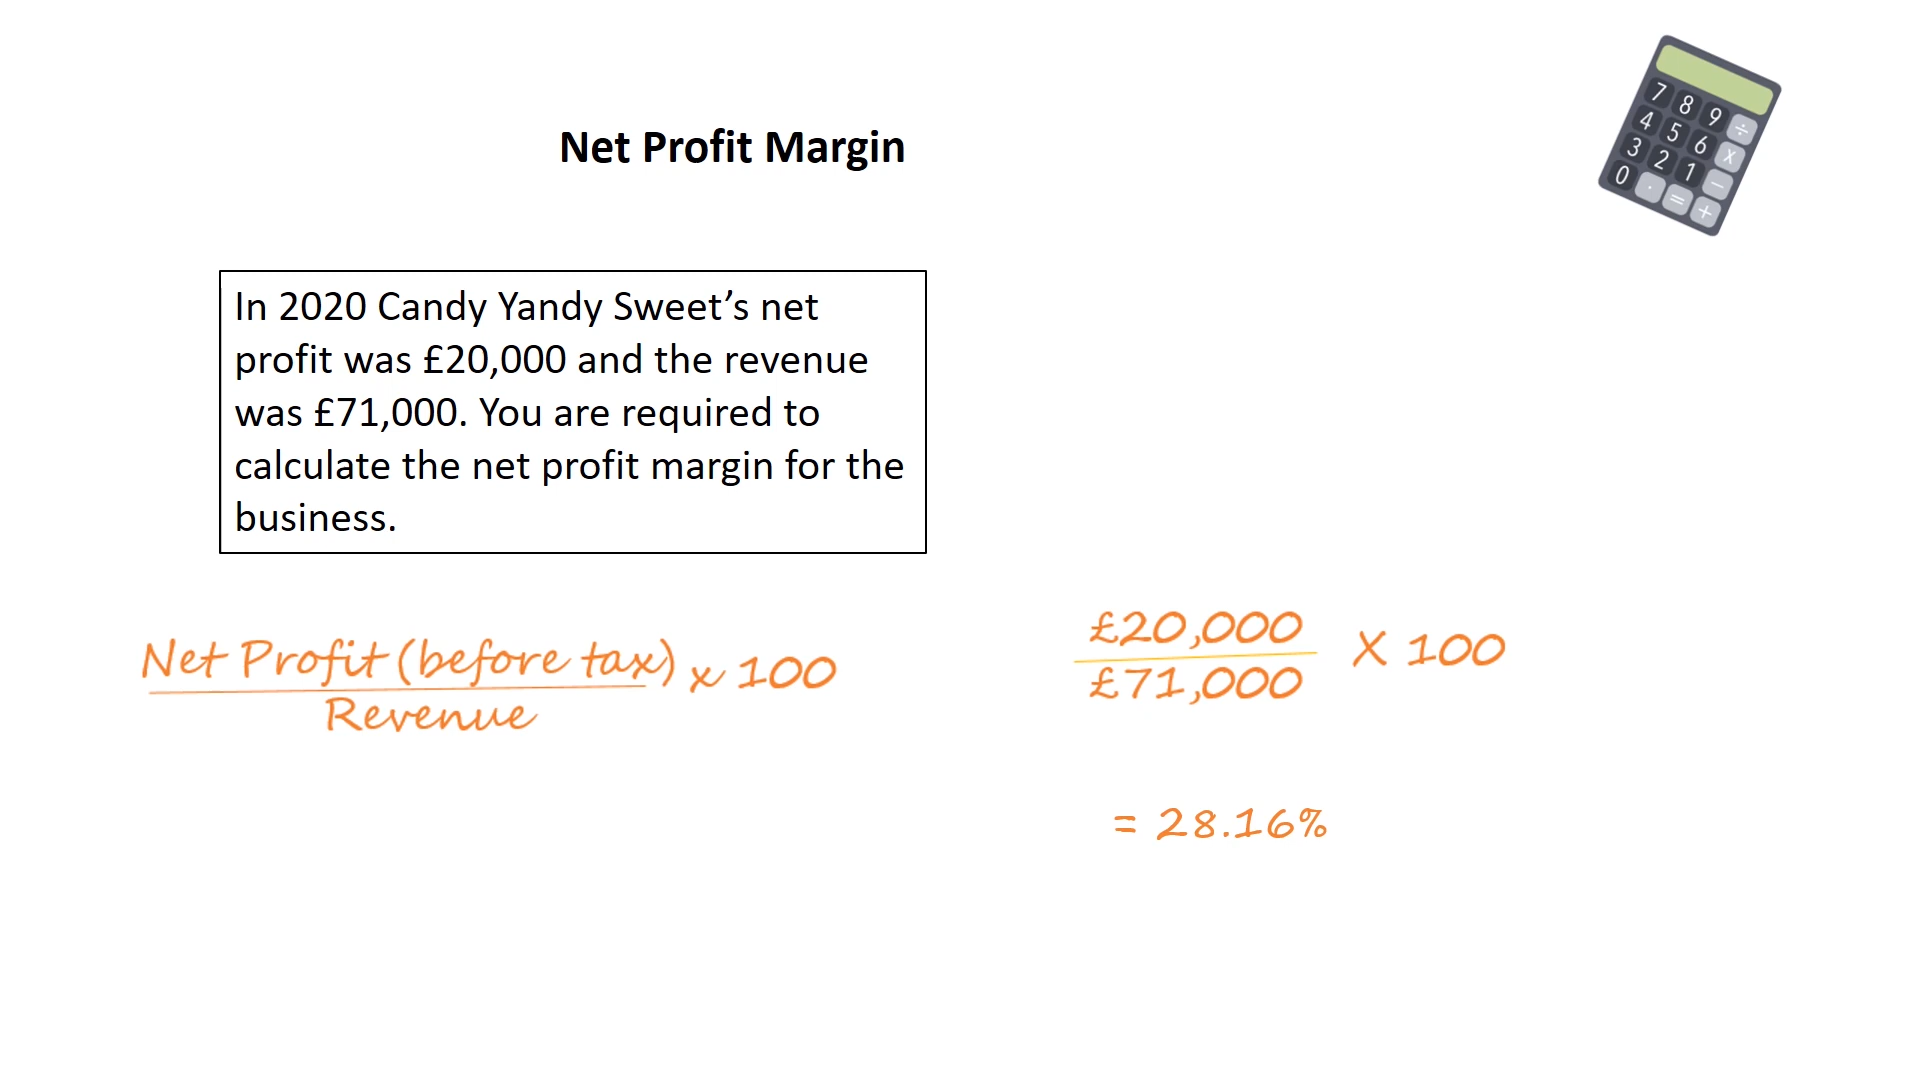 Net Profit Margin
7 8 9 ÷
4 5 6 x
3 2 1 −
0 . = +
In 2020 Candy Yandy Sweet’s net
profit was £20,000 and the revenue
was £71,000. You are required to
calculate the net profit margin for the
business.
Net Profit (before tax) x 100
Revenue
£20,000 X 100
£71,000
= 28.16%